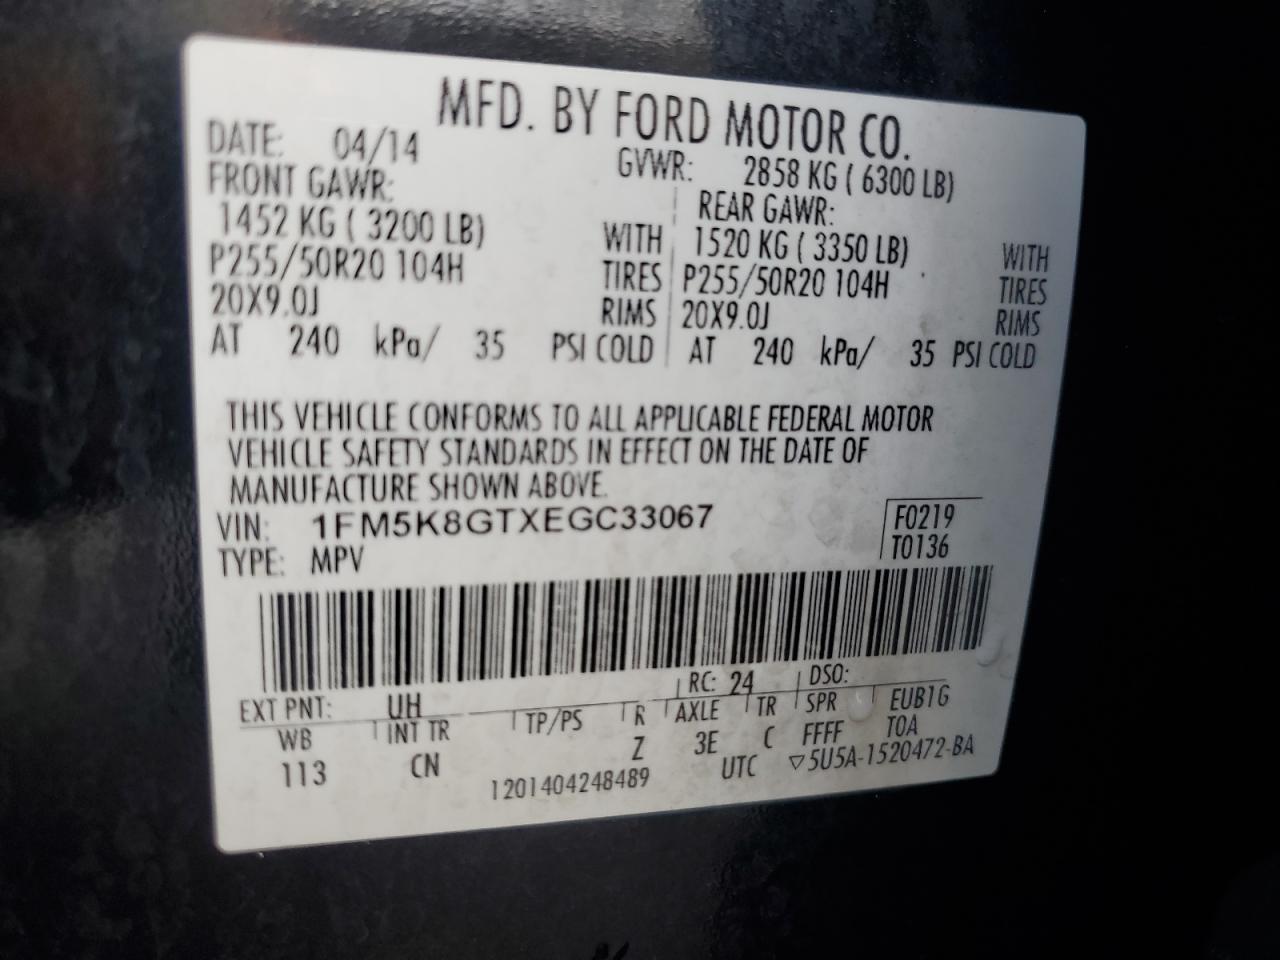 MFD. BY FORD MOTOR CO.
DATE: 04/14 GVWR: 2858 KG ( 6300 LB)
FRONT GAWR: REAR GAWR:
1452 KG ( 3200 LB) WITH 1520 KG ( 3350 LB) WITH
P255/50R20 104H TIRES P255/50R20 104H TIRES
20X9.0J RIMS 20X9.0J RIMS
AT 240 kPa/ 35 PSI COLD AT 240 kPa/ 35 PSI COLD
THIS VEHICLE CONFORMS TO ALL APPLICABLE FEDERAL MOTOR
VEHICLE SAFETY STANDARDS IN EFFECT ON THE DATE OF
MANUFACTURE SHOWN ABOVE.
VIN: 1FM5K8GTXEGC33067 F0219
TYPE: MPV T0136
EXT PNT: UH RC: 24 DSO:
WB INT TR TP/PS R AXLE TR SPR EUB1G
113 CN Z 3E C FFFF TOA
1201404248489 UTC ▽5U5A-1520472-BA